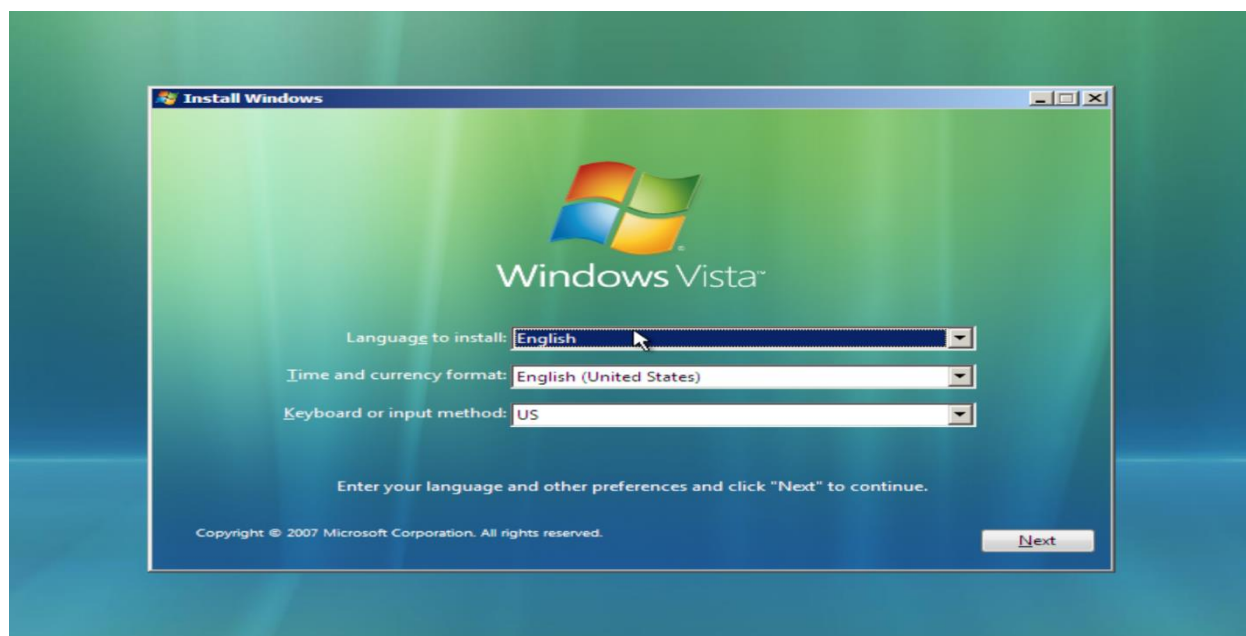 Install Windows
Windows Vista™
Language to install: English
Time and currency format: English (United States)
Keyboard or input method: US
Enter your language and other preferences and click "Next" to continue.
Copyright © 2007 Microsoft Corporation. All rights reserved.
Next